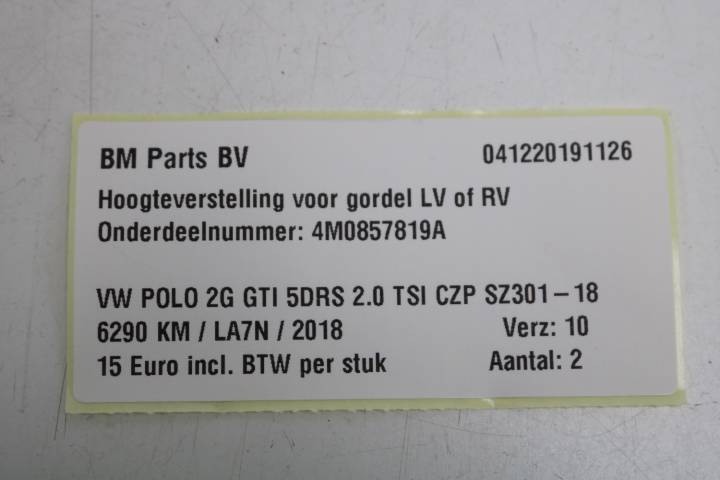 BM Parts BV 041220191126
Hoogteverstelling voor gordel LV of RV
Onderdeelnummer: 4M0857819A
VW POLO 2G GTI 5DRS 2.0 TSI CZP SZ301-18
6290 KM / LA7N / 2018 Verz: 10
15 Euro incl. BTW per stuk Aantal: 2